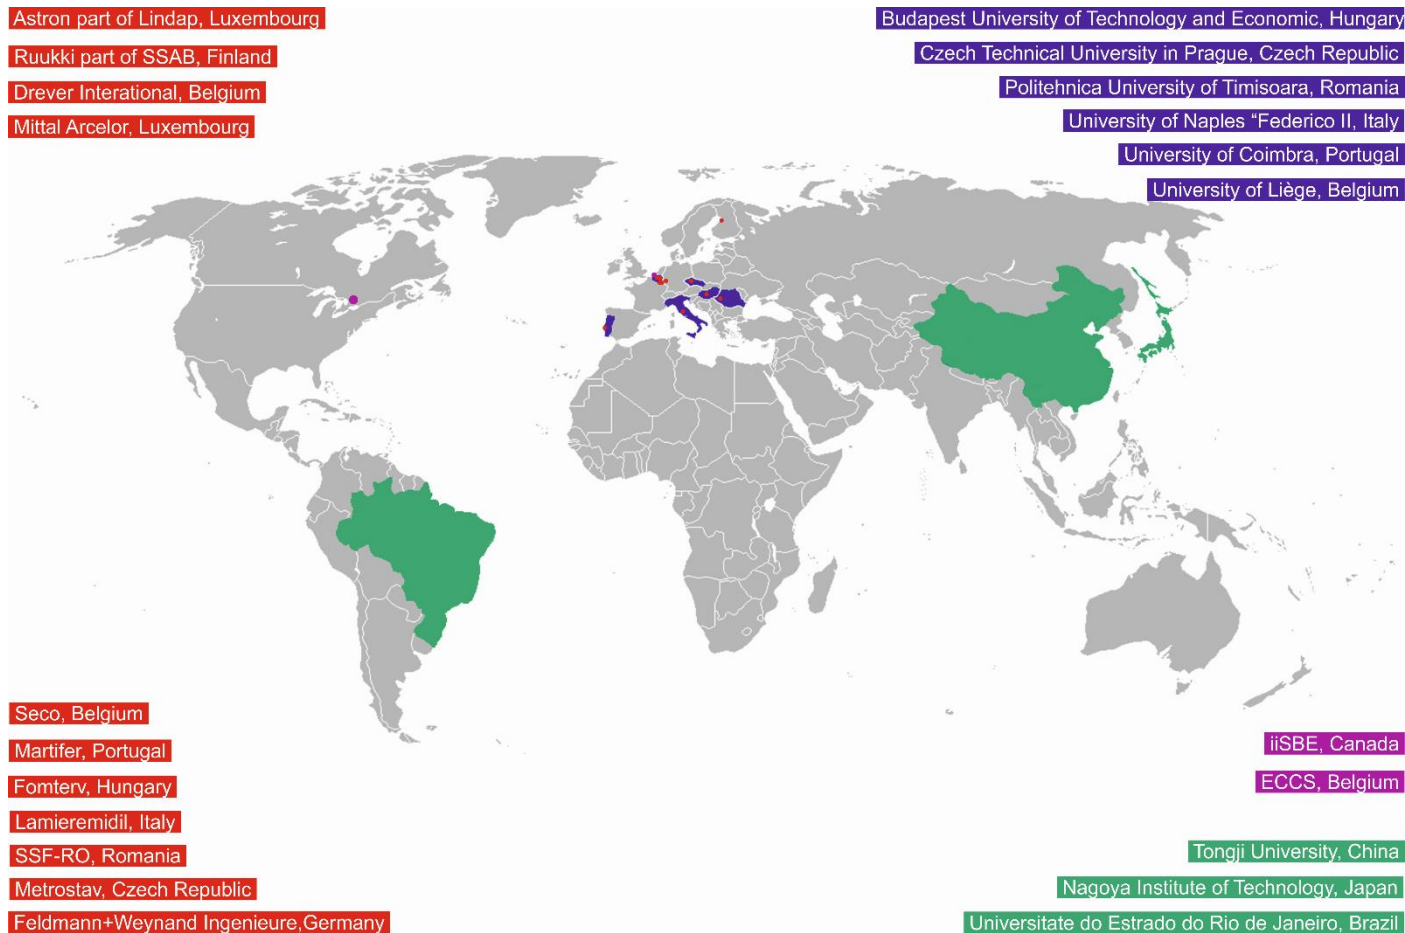 Astron part of Lindap, Luxembourg
Ruukki part of SSAB, Finland
Drever Interational, Belgium
Mittal Arcelor, Luxembourg
Budapest University of Technology and Economic, Hungary
Czech Technical University in Prague, Czech Republic
Politehnica University of Timisoara, Romania
University of Naples “Federico II, Italy
University of Coimbra, Portugal
University of Liège, Belgium
Seco, Belgium
Martifer, Portugal
Fomterv, Hungary
Lamieremidil, Italy
SSF-RO, Romania
Metrostav, Czech Republic
Feldmann+Weynand Ingenieure,Germany
iiSBE, Canada
ECCS, Belgium
Tongji University, China
Nagoya Institute of Technology, Japan
Universitate do Estrado do Rio de Janeiro, Brazil